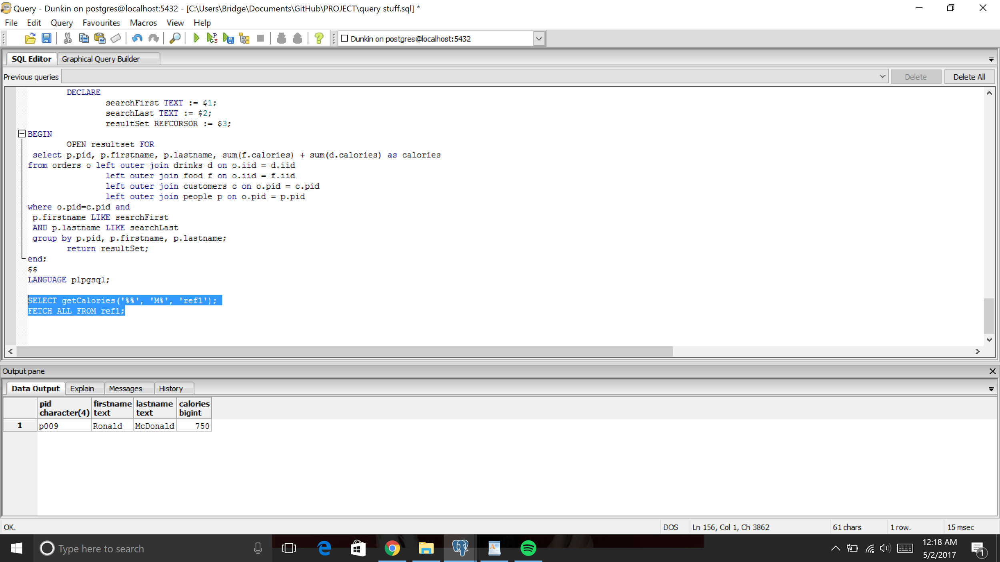 Query - Dunkin on postgres@localhost:5432 - [C:\Users\Bridge\Documents\GitHub\PROJECT\query stuff.sql] *
File Edit Query Favourites Macros View Help
Dunkin on postgres@localhost:5432
SQL Editor Graphical Query Builder
Previous queries Delete Delete All
DECLARE
searchFirst TEXT := $1;
searchLast TEXT := $2;
resultSet REFCURSOR := $3;
BEGIN
OPEN resultset FOR
select p.pid, p.firstname, p.lastname, sum(f.calories) + sum(d.calories) as calories
from orders o left outer join drinks d on o.iid = d.iid
left outer join food f on o.iid = f.iid
left outer join customers c on o.pid = c.pid
left outer join people p on o.pid = p.pid
where o.pid=c.pid and
p.firstname LIKE searchFirst
AND p.lastname LIKE searchLast
group by p.pid, p.firstname, p.lastname;
return resultSet;
end;
$$
LANGUAGE plpgsql;
SELECT getCalories('%%', 'M%', 'ref1');
FETCH ALL FROM ref1;
Output pane
Data Output Explain Messages History
pid firstname lastname calories
character(4) text text bigint
1 p009 Ronald McDonald 750
OK. DOS Ln 156, Col 1, Ch 3862 61 chars 1 row. 15 msec
Type here to search
12:18 AM
5/2/2017
1